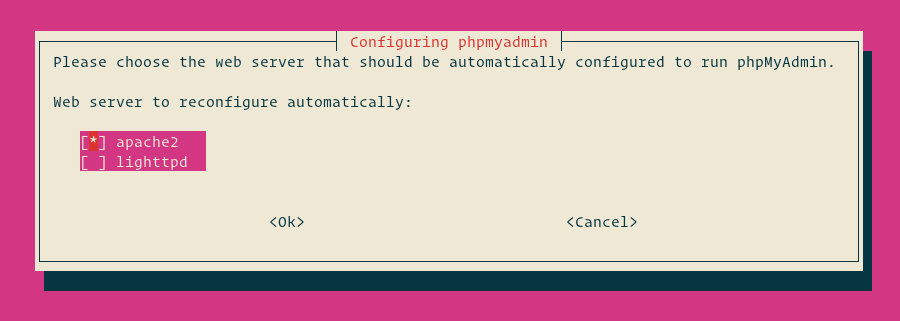 Configuring phpmyadmin
Please choose the web server that should be automatically configured to run phpMyAdmin.
Web server to reconfigure automatically:
[*] apache2
[ ] lighttpd
<Ok> <Cancel>